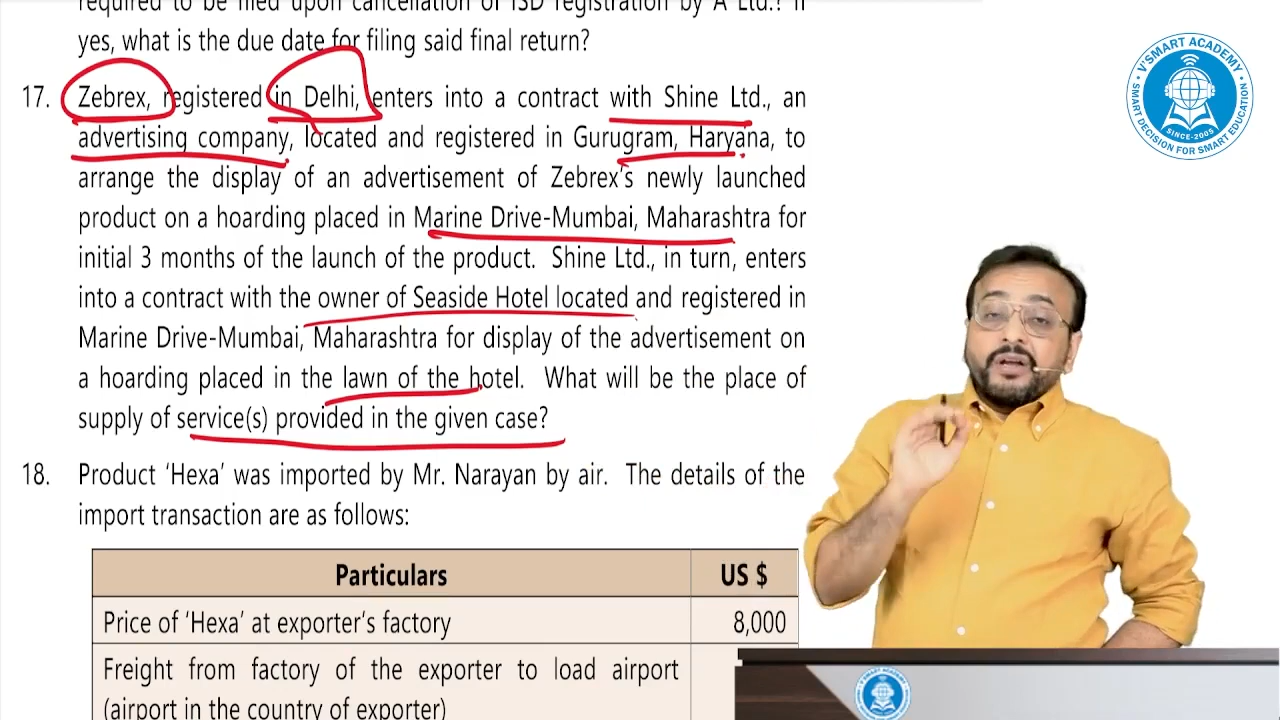 required to be filed upon cancellation of ISD registration by A Ltd.? If
yes, what is the due date for filing said final return?
17. Zebrex, registered in Delhi, enters into a contract with Shine Ltd., an
advertising company, located and registered in Gurugram, Haryana, to
arrange the display of an advertisement of Zebrex's newly launched
product on a hoarding placed in Marine Drive-Mumbai, Maharashtra for
initial 3 months of the launch of the product. Shine Ltd., in turn, enters
into a contract with the owner of Seaside Hotel located and registered in
Marine Drive-Mumbai, Maharashtra for display of the advertisement on
a hoarding placed in the lawn of the hotel. What will be the place of
supply of service(s) provided in the given case?
18. Product 'Hexa' was imported by Mr. Narayan by air. The details of the
import transaction are as follows:
Particulars US $
Price of 'Hexa' at exporter's factory 8,000
Freight from factory of the exporter to load airport
(airport in the country of exporter)
V'SMART ACADEMY
SINCE-2005
SMART DECISION FOR SMART EDUCATION